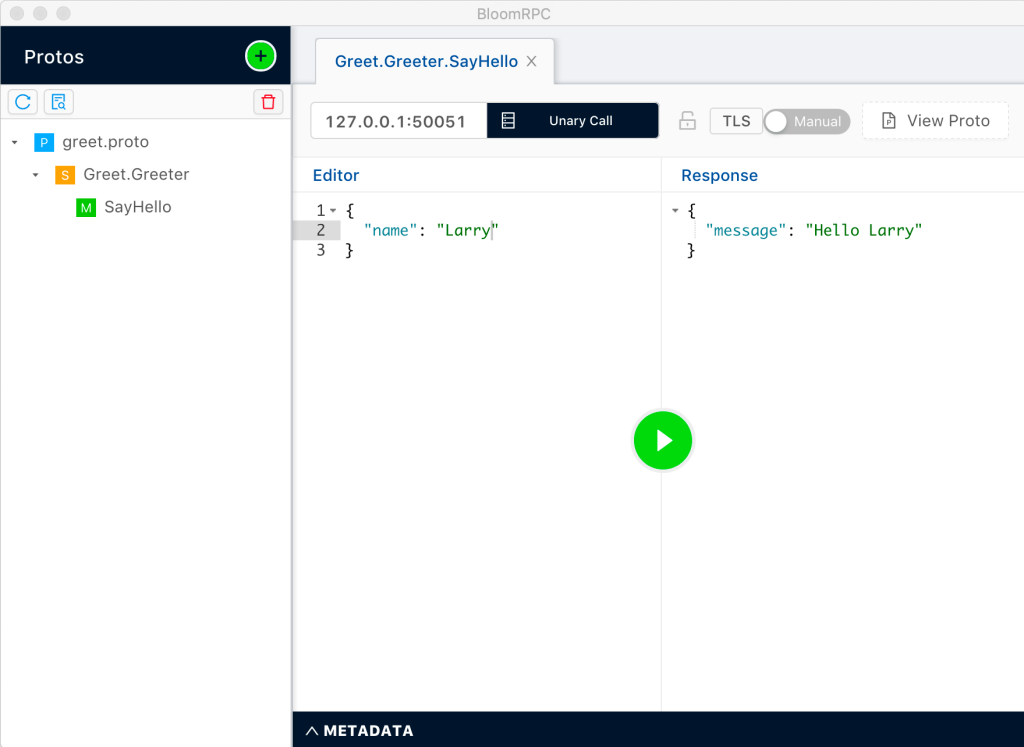 BloomRPC
Protos
Greet.Greeter.SayHello
127.0.0.1:50051
Unary Call
TLS
Manual
View Proto
P greet.proto
S Greet.Greeter
M SayHello
Editor
1 {
2 "name": "Larry"
3 }
Response
{
"message": "Hello Larry"
}
METADATA